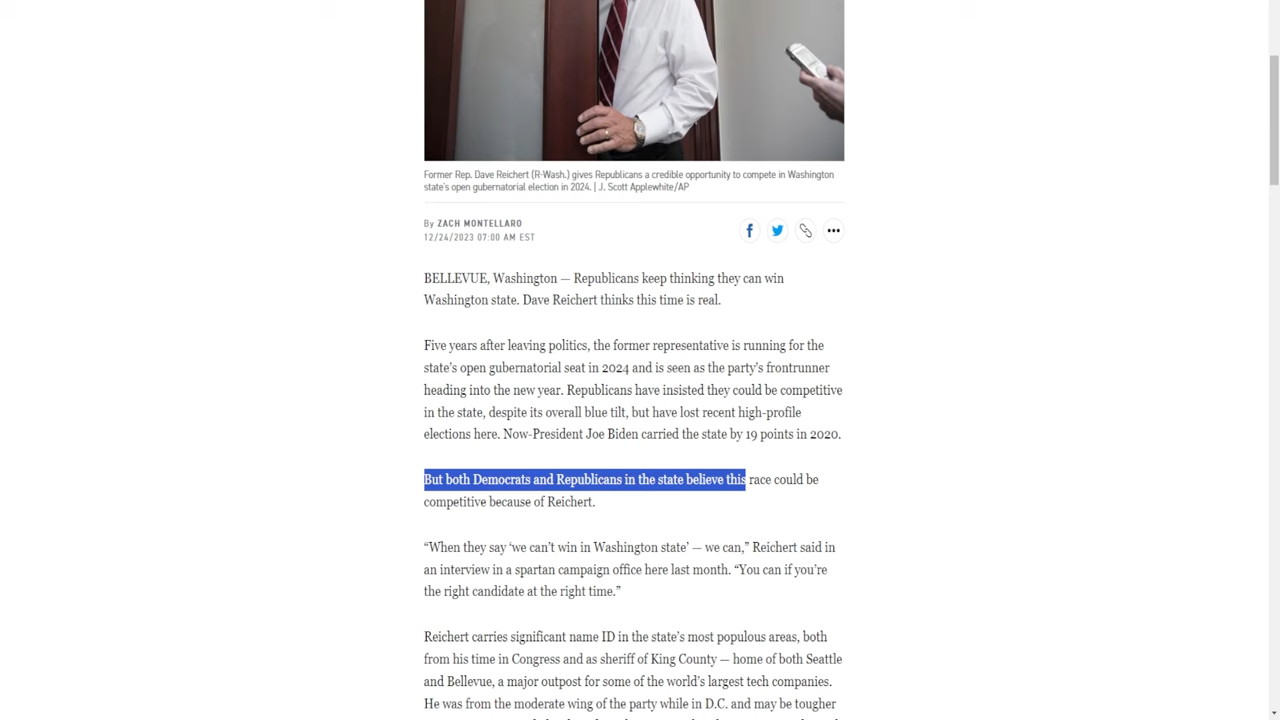 Former Rep. Dave Reichert (R-Wash.) gives Republicans a credible opportunity to compete in Washington
state's open gubernatorial election in 2024. | J. Scott Applewhite/AP
By ZACH MONTELLARO
12/24/2023 07:00 AM EST
BELLEVUE, Washington — Republicans keep thinking they can win
Washington state. Dave Reichert thinks this time is real.
Five years after leaving politics, the former representative is running for the
state’s open gubernatorial seat in 2024 and is seen as the party’s frontrunner
heading into the new year. Republicans have insisted they could be competitive
in the state, despite its overall blue tilt, but have lost recent high-profile
elections here. Now-President Joe Biden carried the state by 19 points in 2020.
But both Democrats and Republicans in the state believe this race could be
competitive because of Reichert.
“When they say ‘we can’t win in Washington state’ — we can,” Reichert said in
an interview in a spartan campaign office here last month. “You can if you’re
the right candidate at the right time.”
Reichert carries significant name ID in the state’s most populous areas, both
from his time in Congress and as sheriff of King County — home of both Seattle
and Bellevue, a major outpost for some of the world’s largest tech companies.
He was from the moderate wing of the party while in D.C. and may be tougher